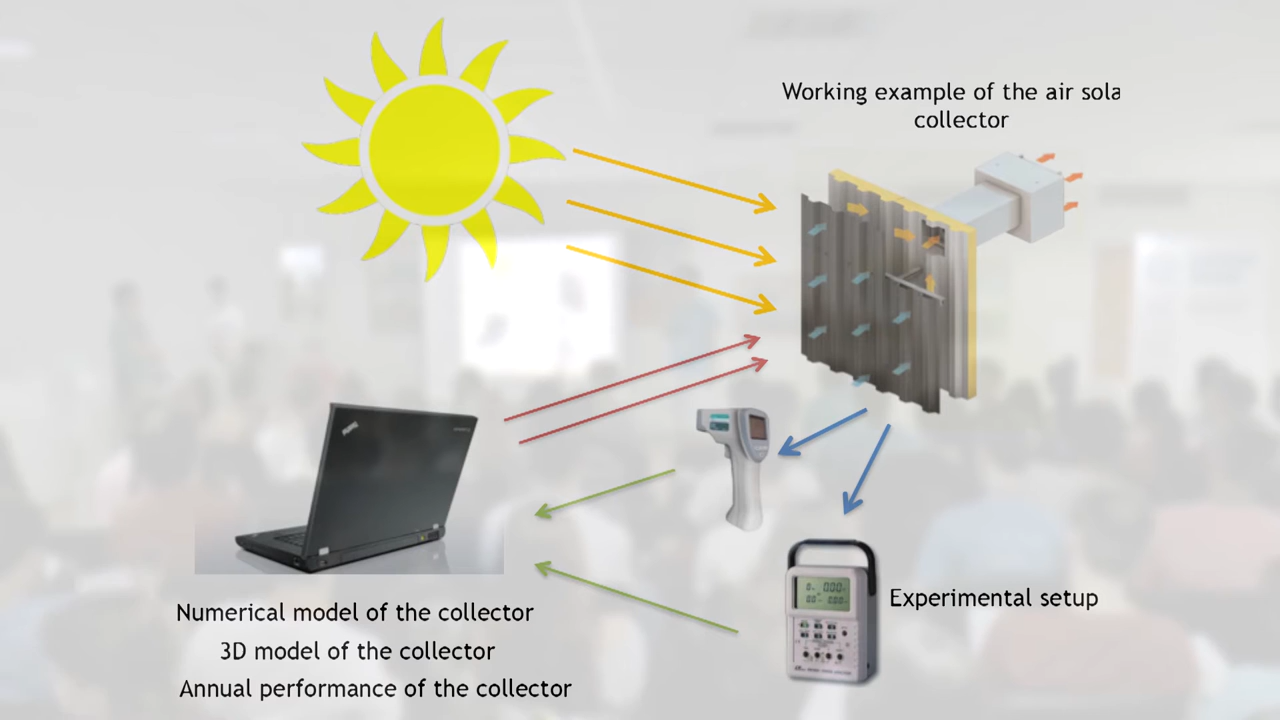 Working example of the air sola
collector
Experimental setup
Numerical model of the collector
3D model of the collector
Annual performance of the collector